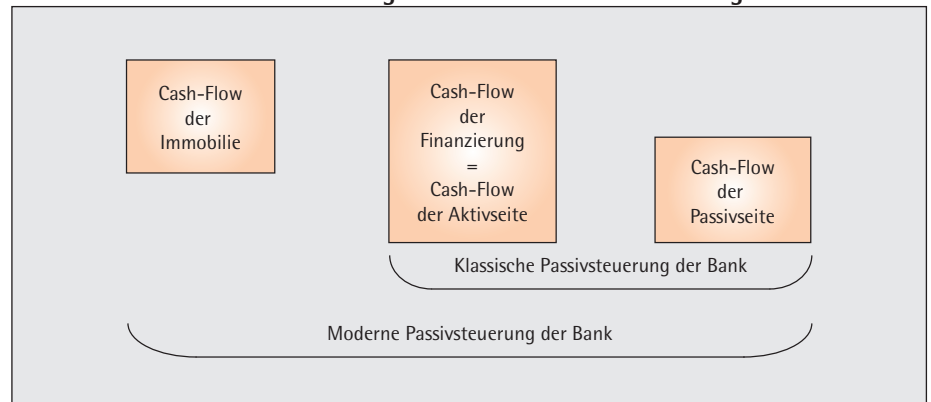 Cash-Flow
der
Immobilie
Cash-Flow
der
Finanzierung
=
Cash-Flow
der Aktivseite
Cash-Flow
der
Passivseite
Klassische Passivsteuerung der Bank
Moderne Passivsteuerung der Bank